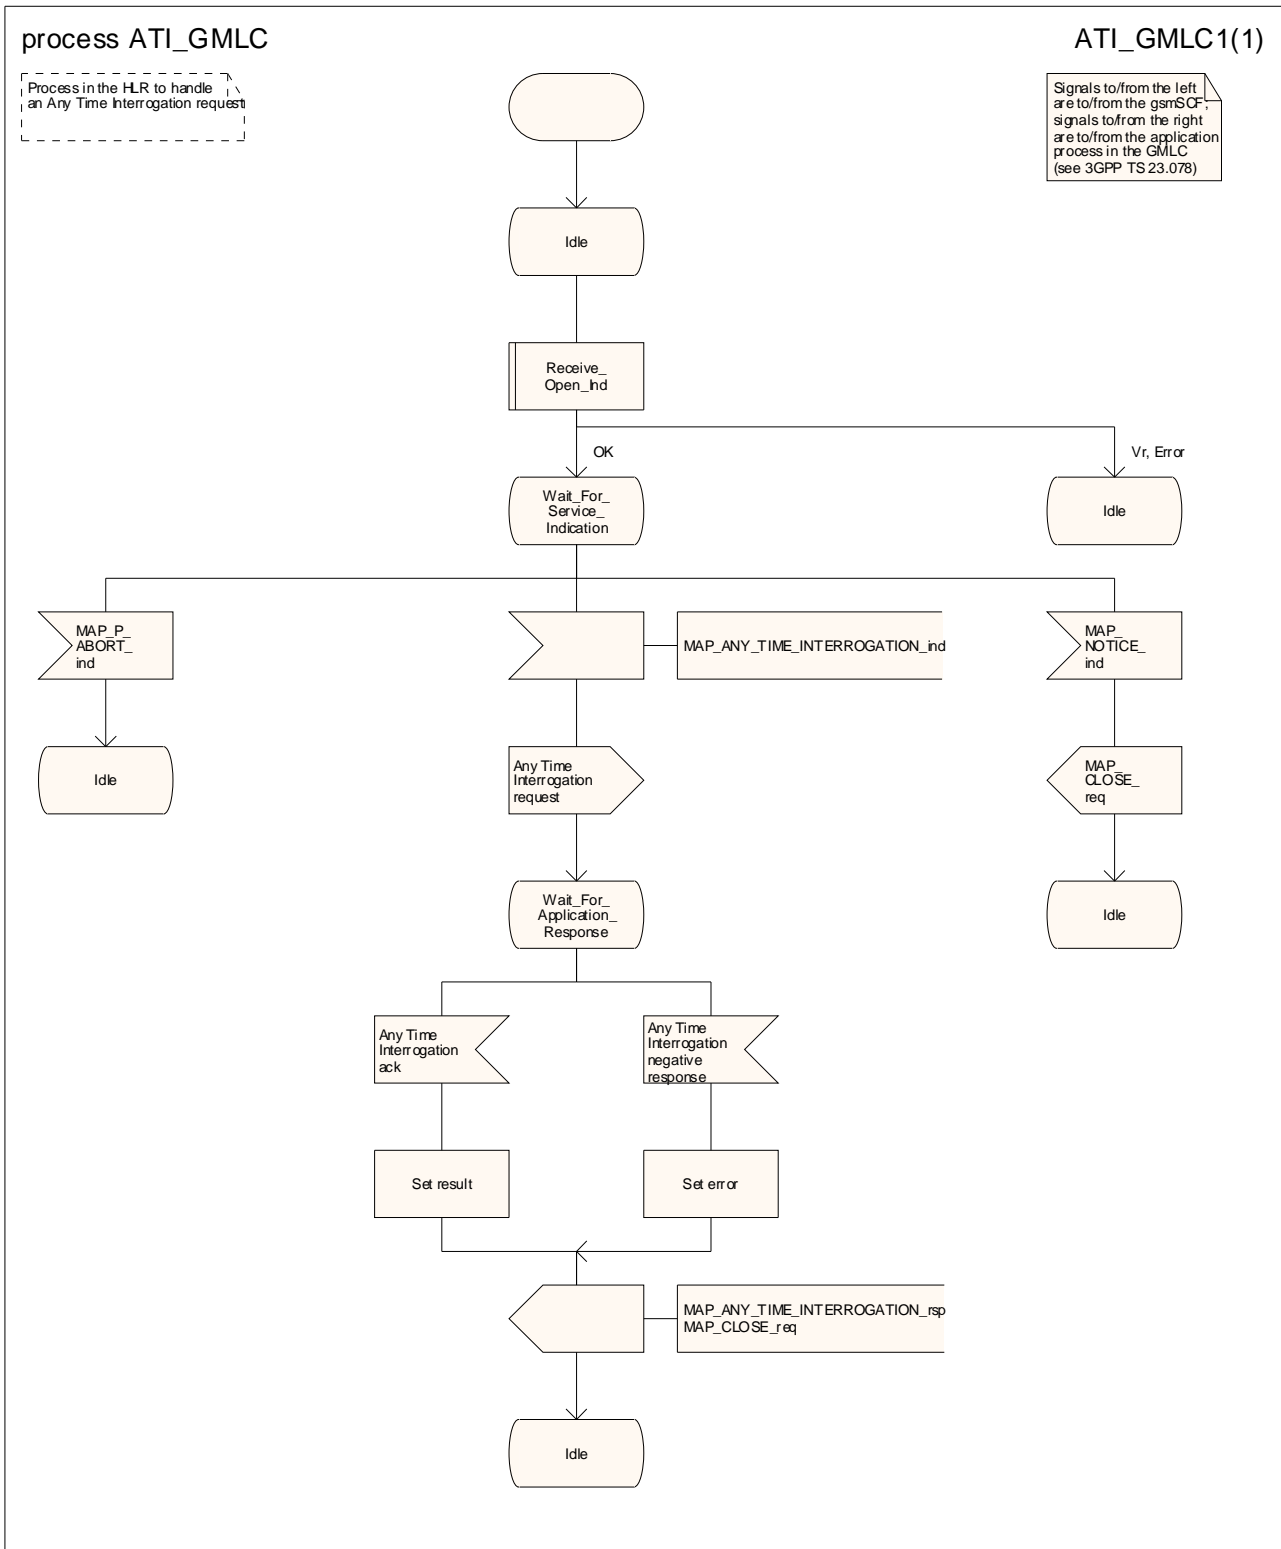 process ATI_GMLC
ATI_GMLC1(1)
Process in the HLR to handle
an Any Time Interrogation request
Signals to/from the left
are to/from the gsmSCF;
signals to/from the right
are to/from the application
process in the GMLC
(see 3GPP TS 23.078)
Idle
Receive_
Open_Ind
OK
Vr, Error
Wait_For_
Service_
Indication
Idle
MAP_P_
ABORT_
ind
MAP_ANY_TIME_INTERROGATION_ind
MAP_
NOTICE_
ind
Idle
Any Time
Interrogation
request
MAP_
CLOSE_
req
Wait_For_
Application_
Response
Idle
Any Time
Interrogation
ack
Any Time
Interrogation
negative
response
Set result
Set error
MAP_ANY_TIME_INTERROGATION_rsp
MAP_CLOSE_req
Idle